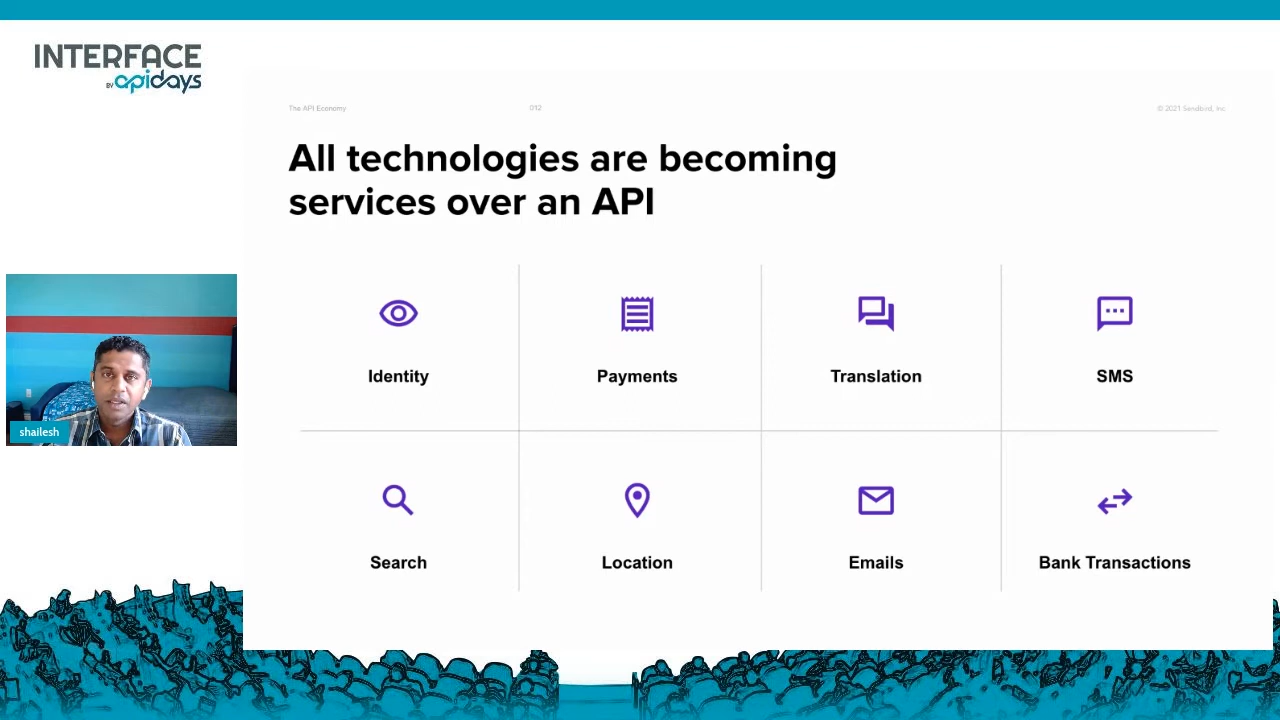 INTERFACE
BY apidays
The API Economy
012
© 2021 Sendbird, Inc
All technologies are becoming
services over an API
Identity
Payments
Translation
SMS
shailesh
Search
Location
Emails
Bank Transactions